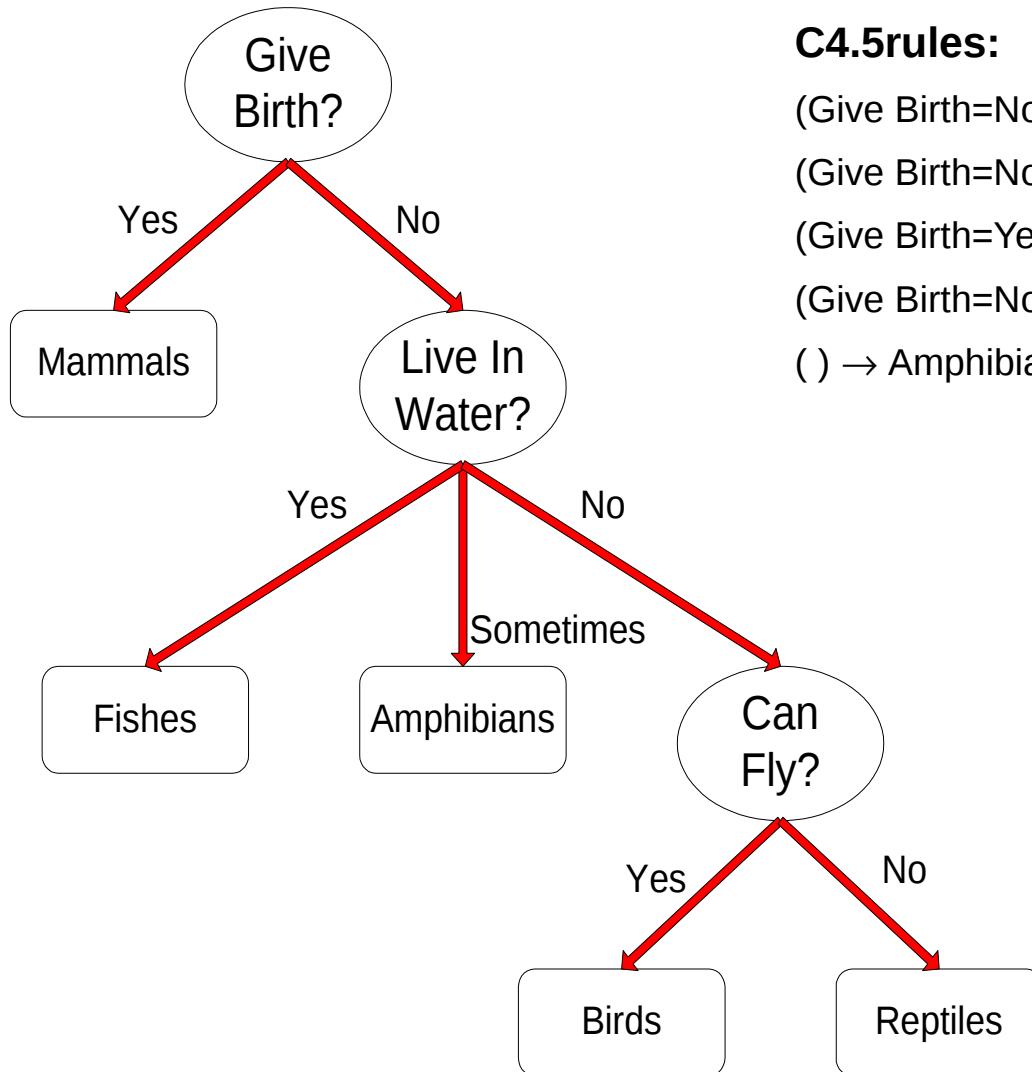 Give
Birth?
Yes
No
Mammals
Live In
Water?
Yes
No
Sometimes
Fishes
Amphibians
Can
Fly?
Yes
No
Birds
Reptiles
C4.5rules:
(Give Birth=No
(Give Birth=No
(Give Birth=Ye
(Give Birth=No
( ) → Amphibia